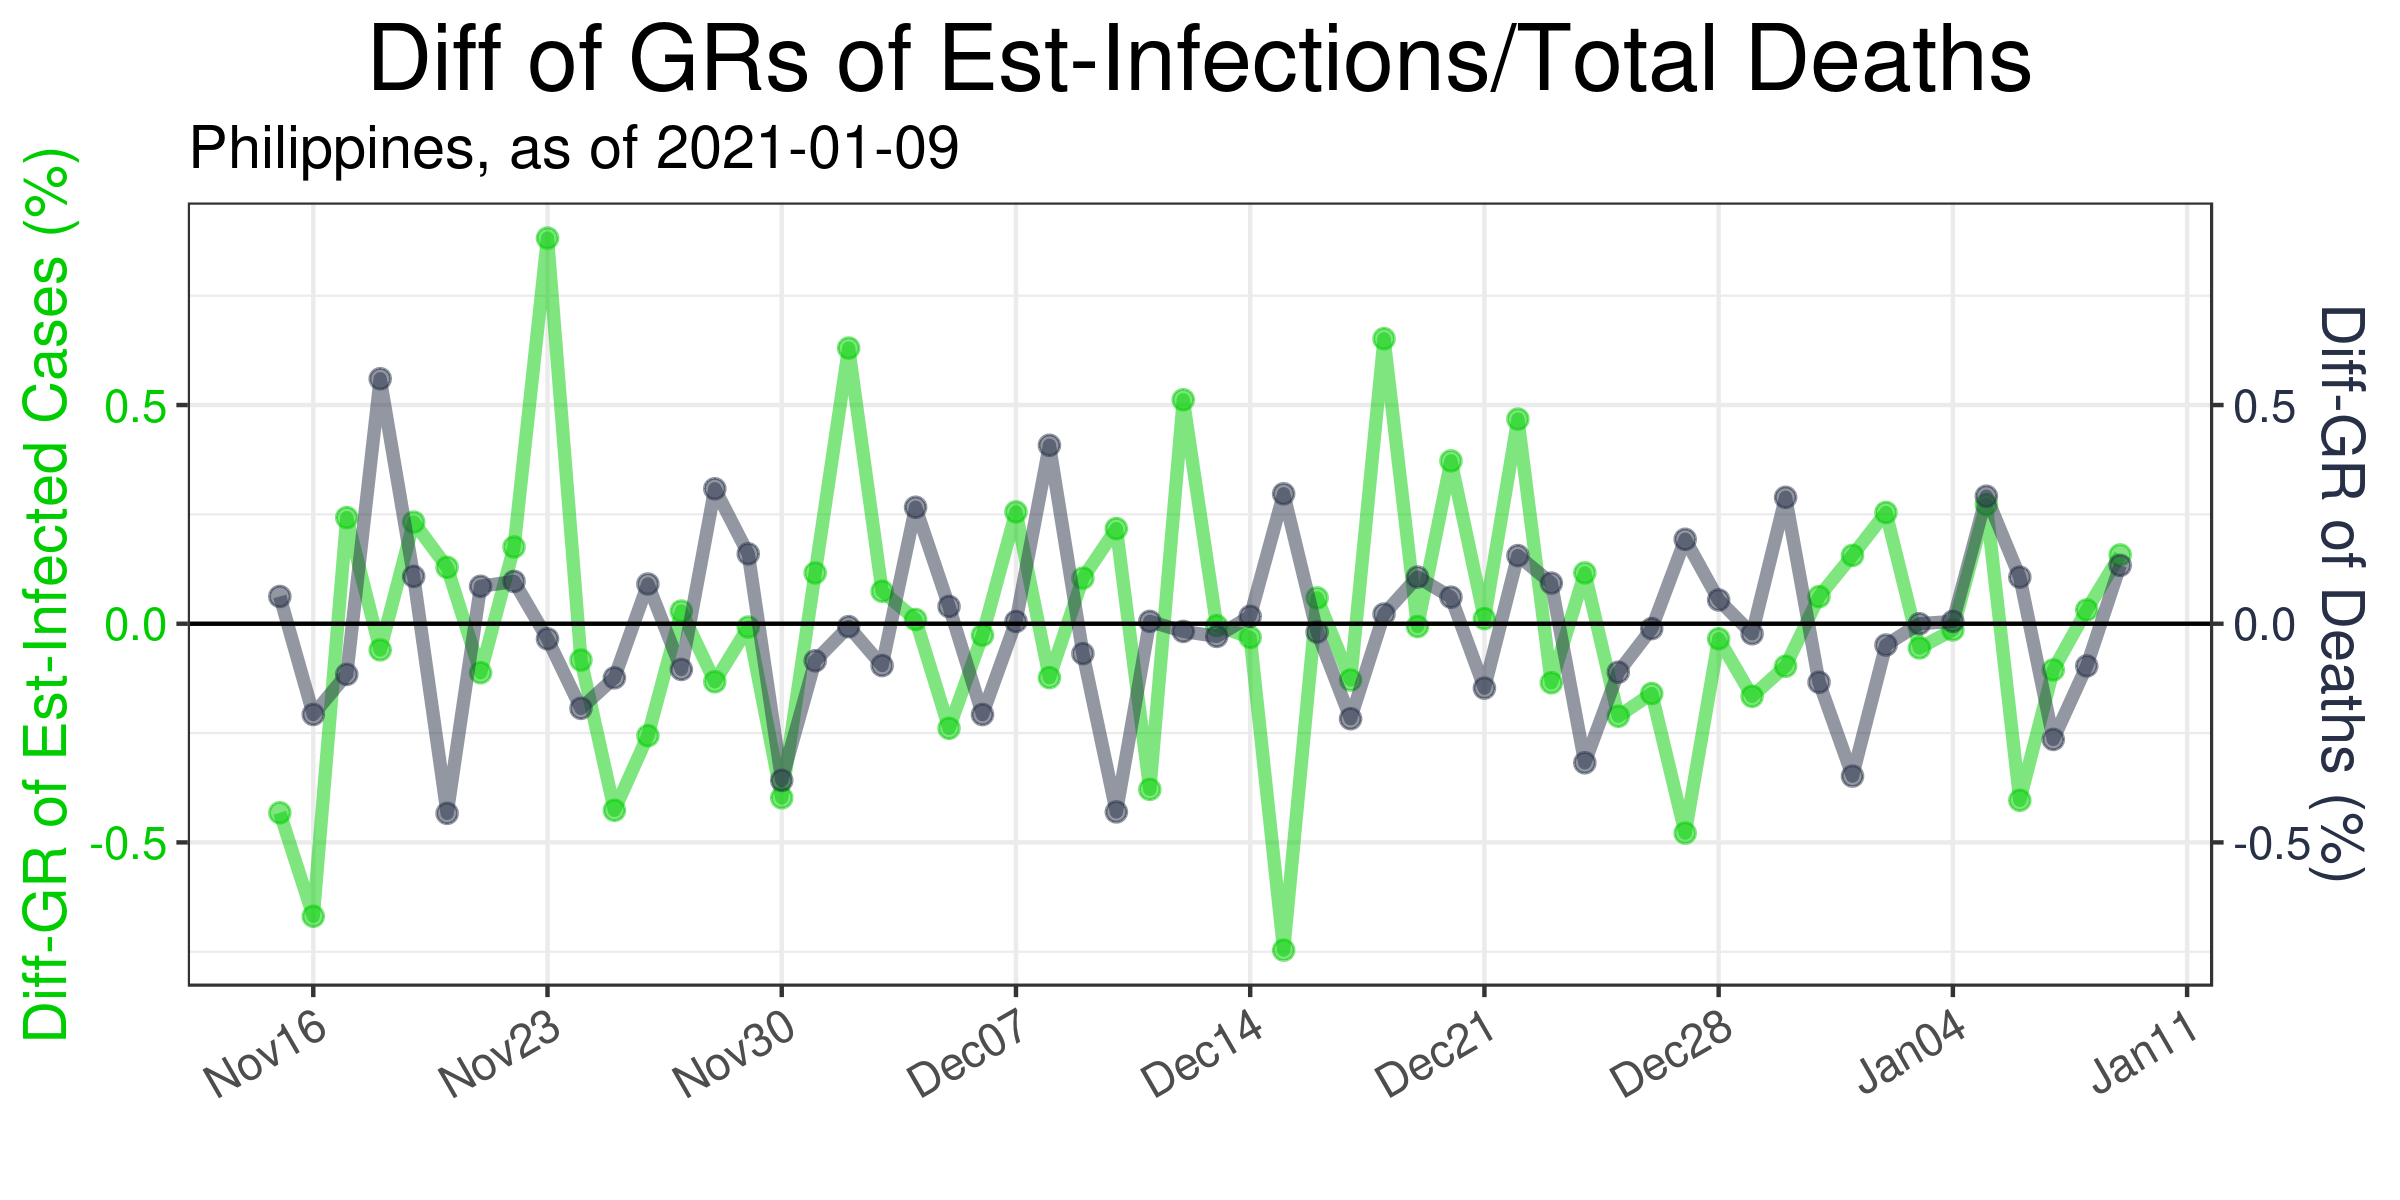 Diff of GRs of Est-Infections/Total Deaths
Philippines, as of 2021-01-09
Diff-GR of Est-Infected Cases (%)
0.5
0.0
-0.5
0.5
0.0
-0.5
Diff-GR of Deaths (%)
Nov16
Nov23
Nov30
Dec07
Dec14
Dec21
Dec28
Jan04
Jan11